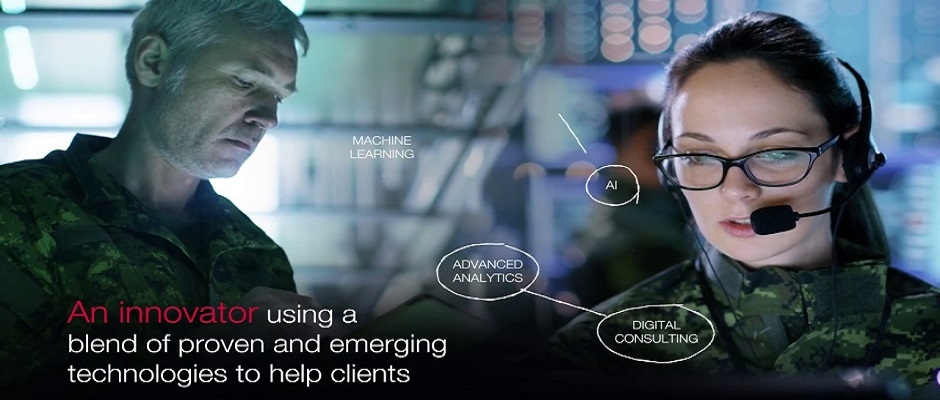 MACHINE
LEARNING
AI
ADVANCED
ANALYTICS
DIGITAL
CONSULTING
An innovator using a
blend of proven and emerging
technologies to help clients